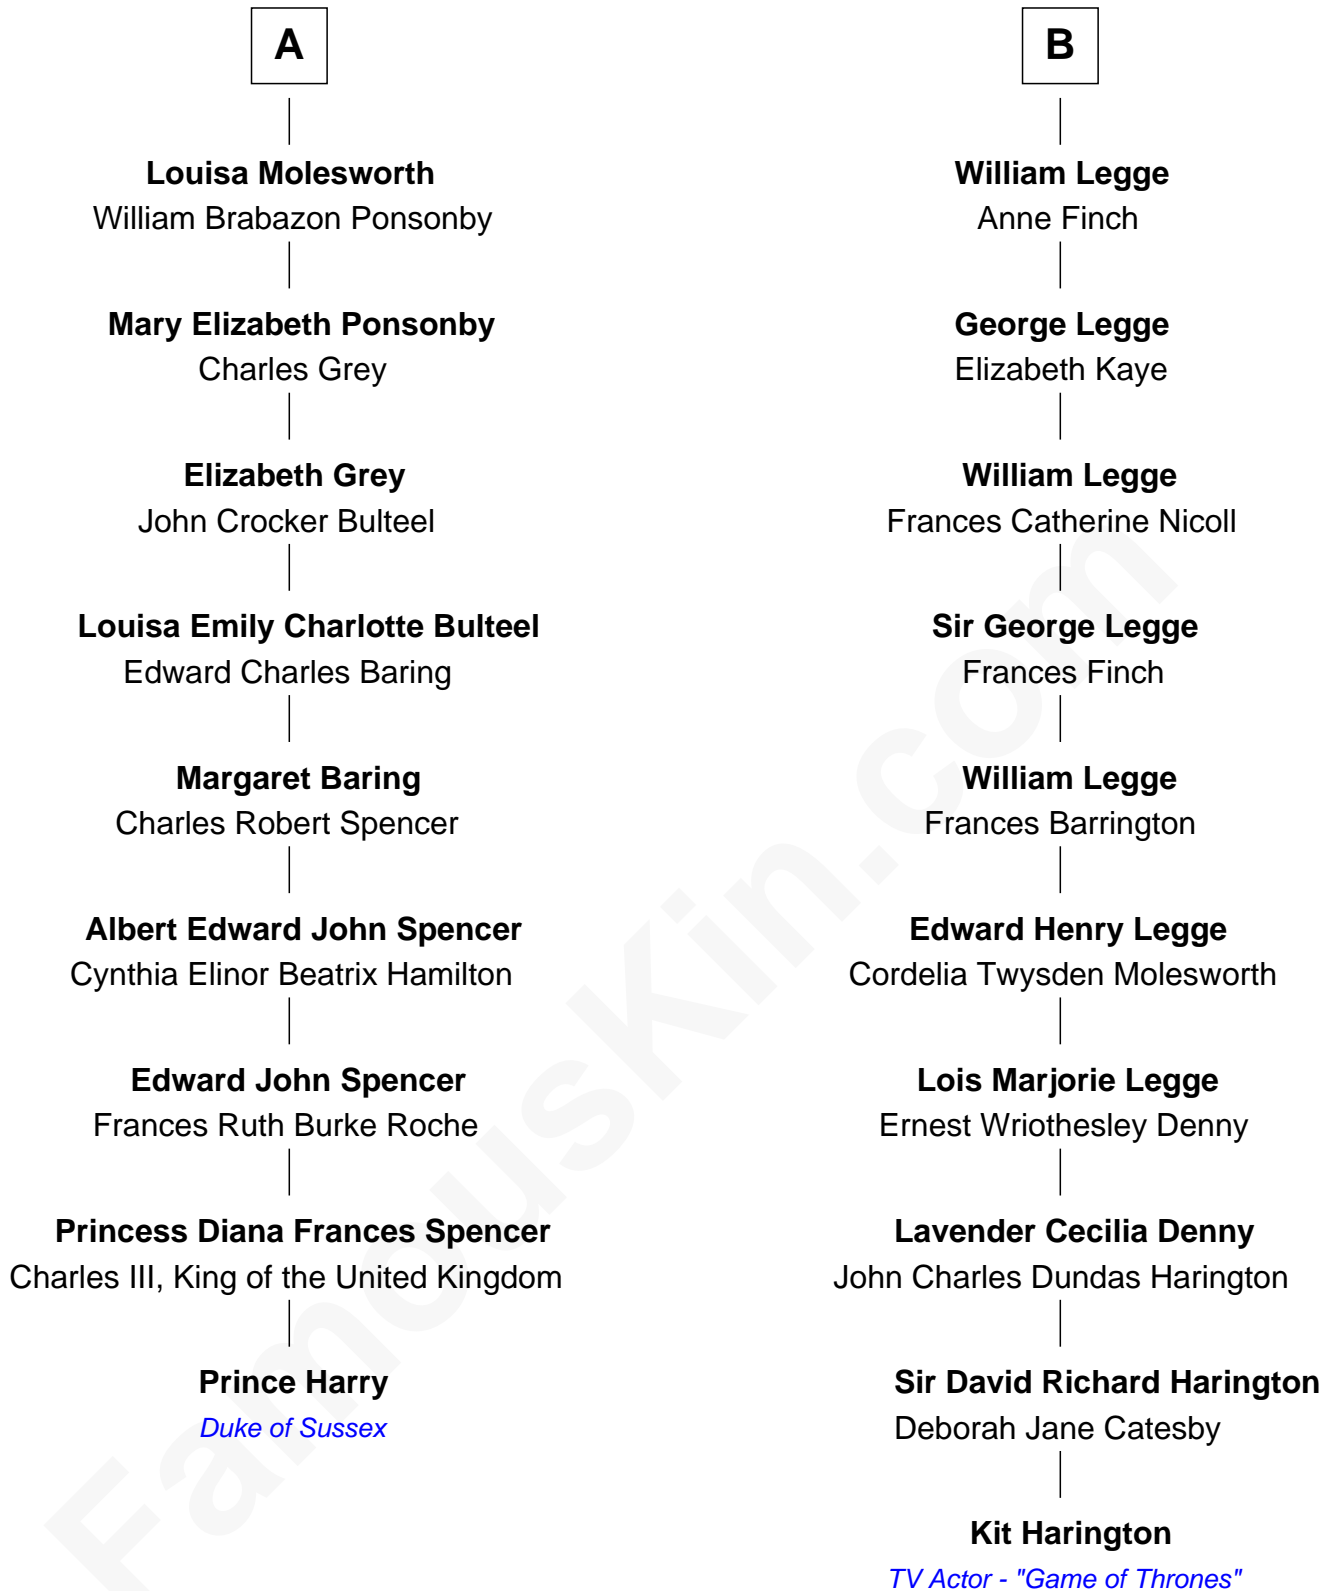 A
Louisa Molesworth
William Brabazon Ponsonby
Mary Elizabeth Ponsonby
Charles Grey
Elizabeth Grey
John Crocker Bulteel
Louisa Emily Charlotte Bulteel
Edward Charles Baring
Margaret Baring
Charles Robert Spencer
Albert Edward John Spencer
Cynthia Elinor Beatrix Hamilton
Edward John Spencer
Frances Ruth Burke Roche
Princess Diana Frances Spencer
Charles III, King of the United Kingdom
Prince Harry
Duke of Sussex
B
William Legge
Anne Finch
George Legge
Elizabeth Kaye
William Legge
Frances Catherine Nicoll
Sir George Legge
Frances Finch
William Legge
Frances Barrington
Edward Henry Legge
Cordelia Twysden Molesworth
Lois Marjorie Legge
Ernest Wriothesley Denny
Lavender Cecilia Denny
John Charles Dundas Harington
Sir David Richard Harington
Deborah Jane Catesby
Kit Harington
TV Actor - "Game of Thrones"
FamousKin.com